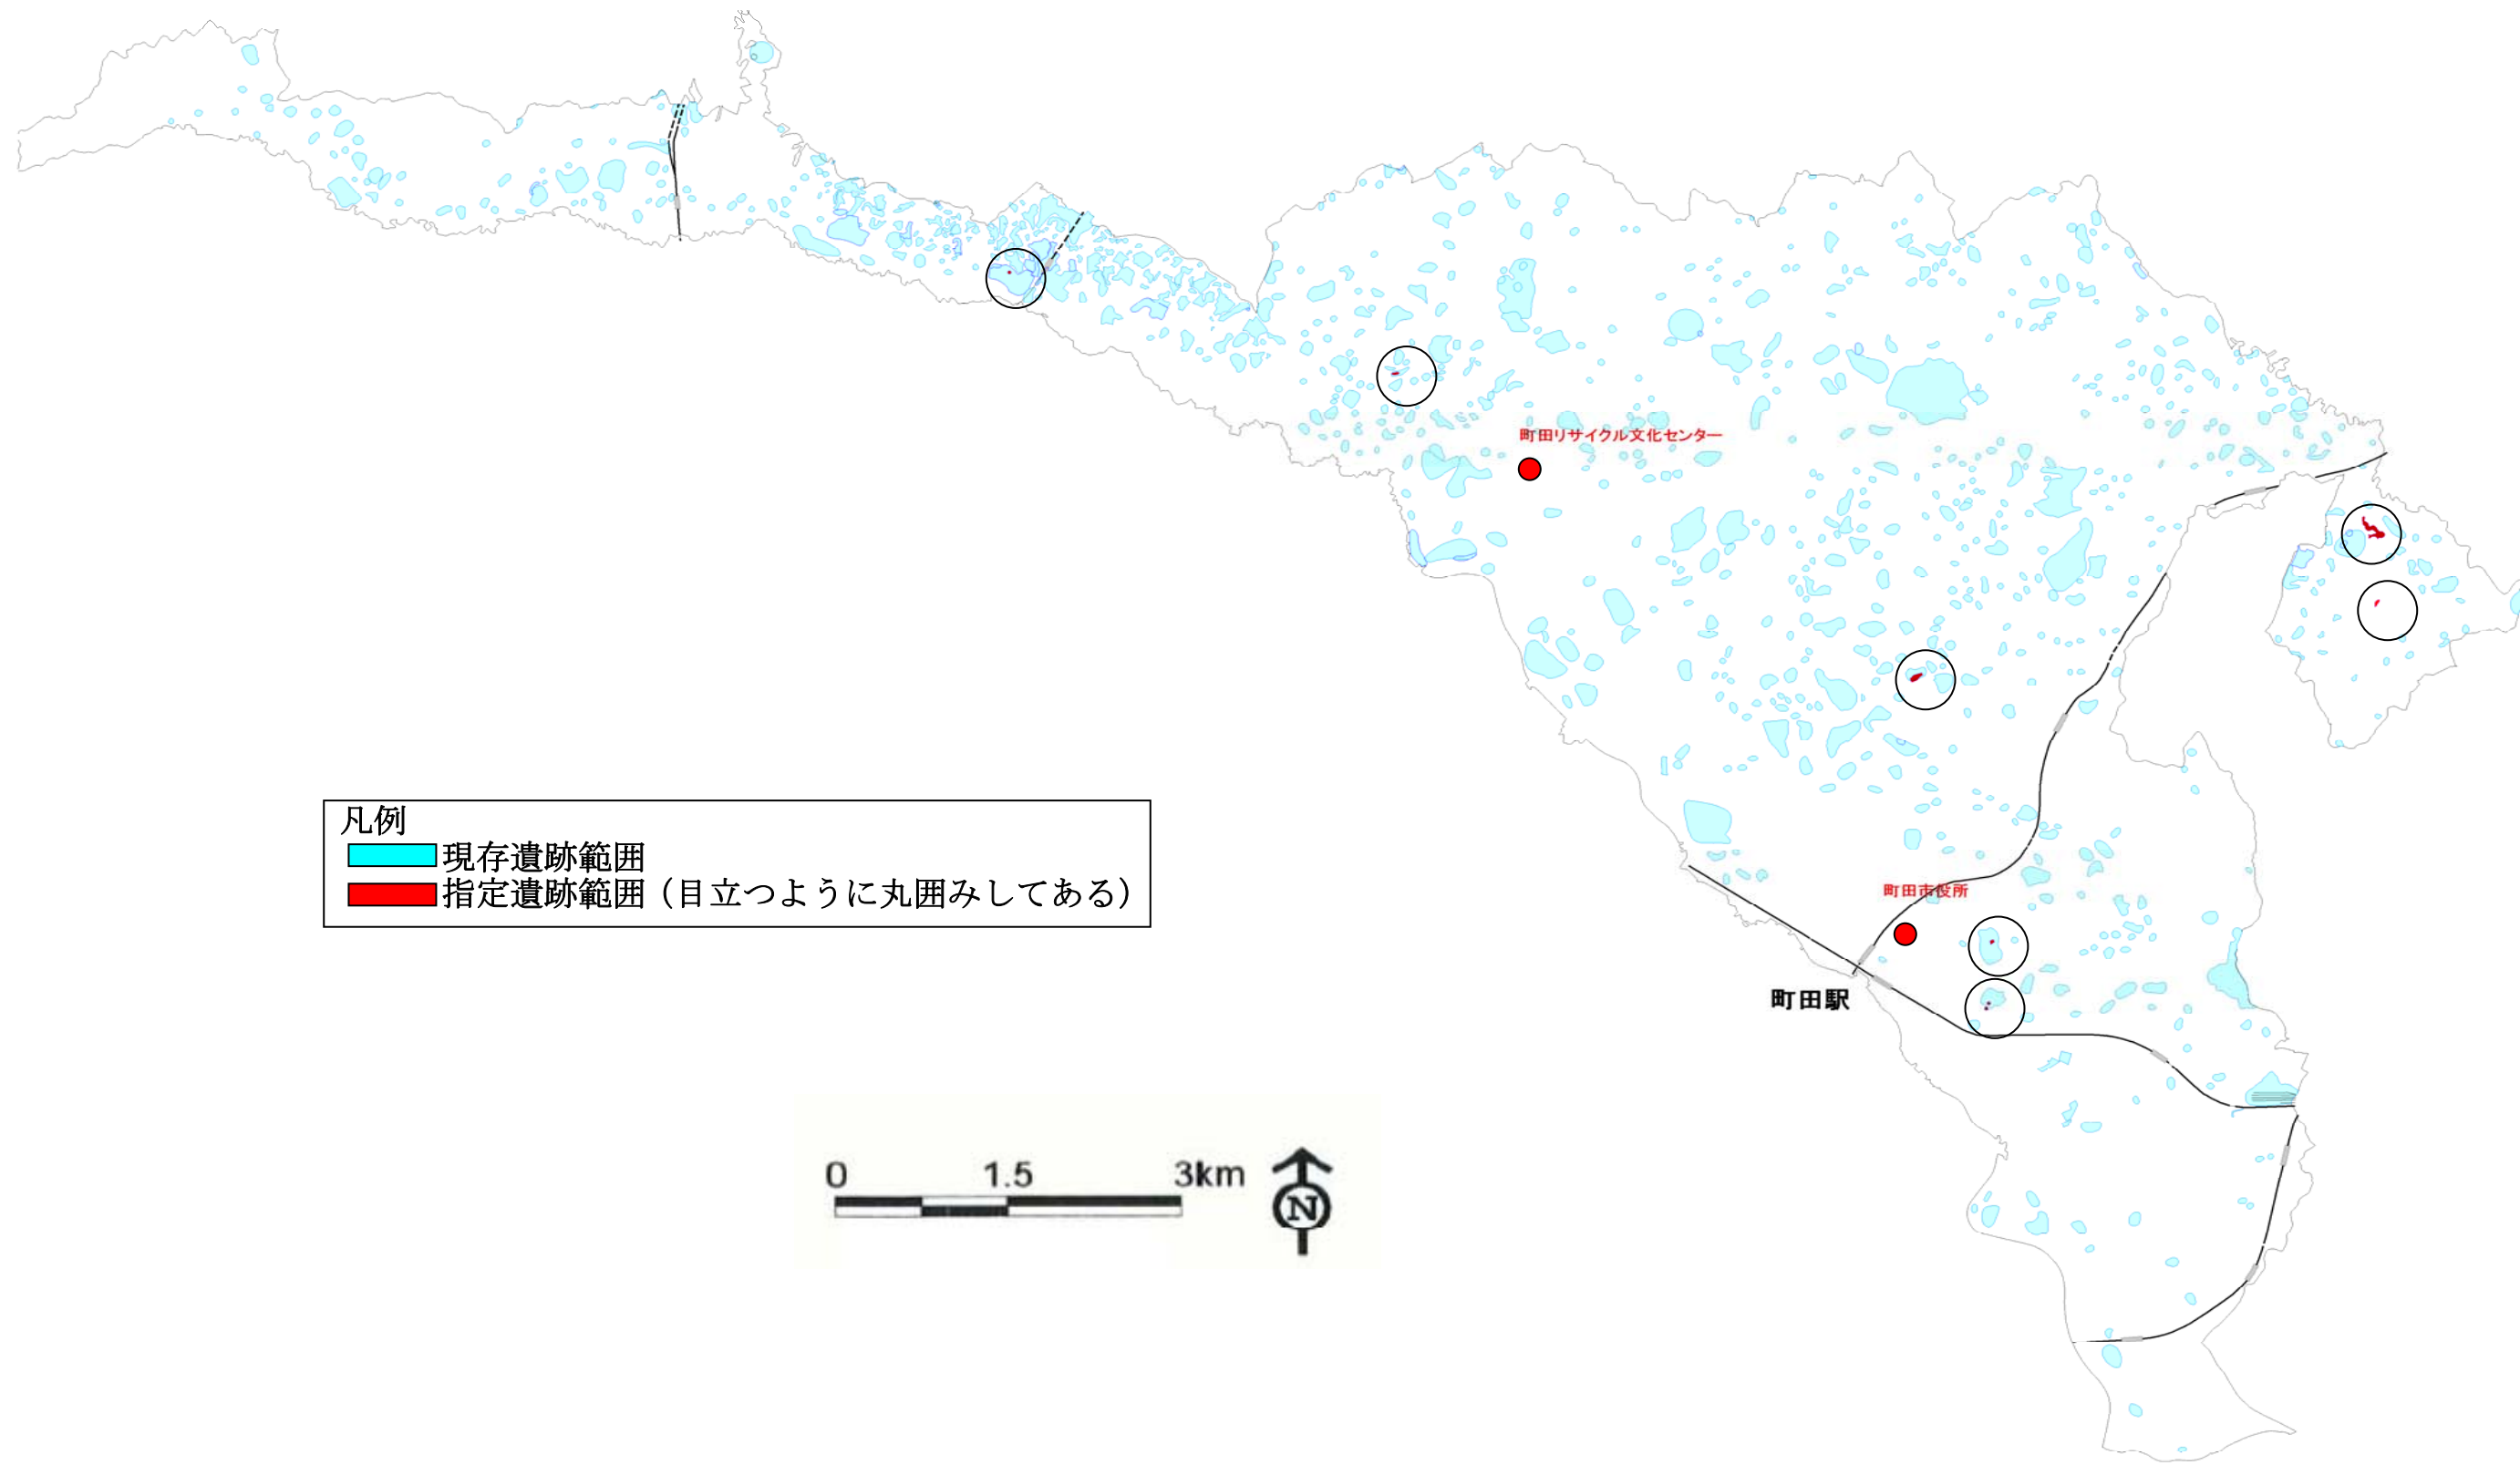 町田リサイクル文化センター
凡例
現存遺跡範囲
指定遺跡範囲（目立つように丸囲みしてある）
町田市役所
町田駅
0 1.5 3km
N